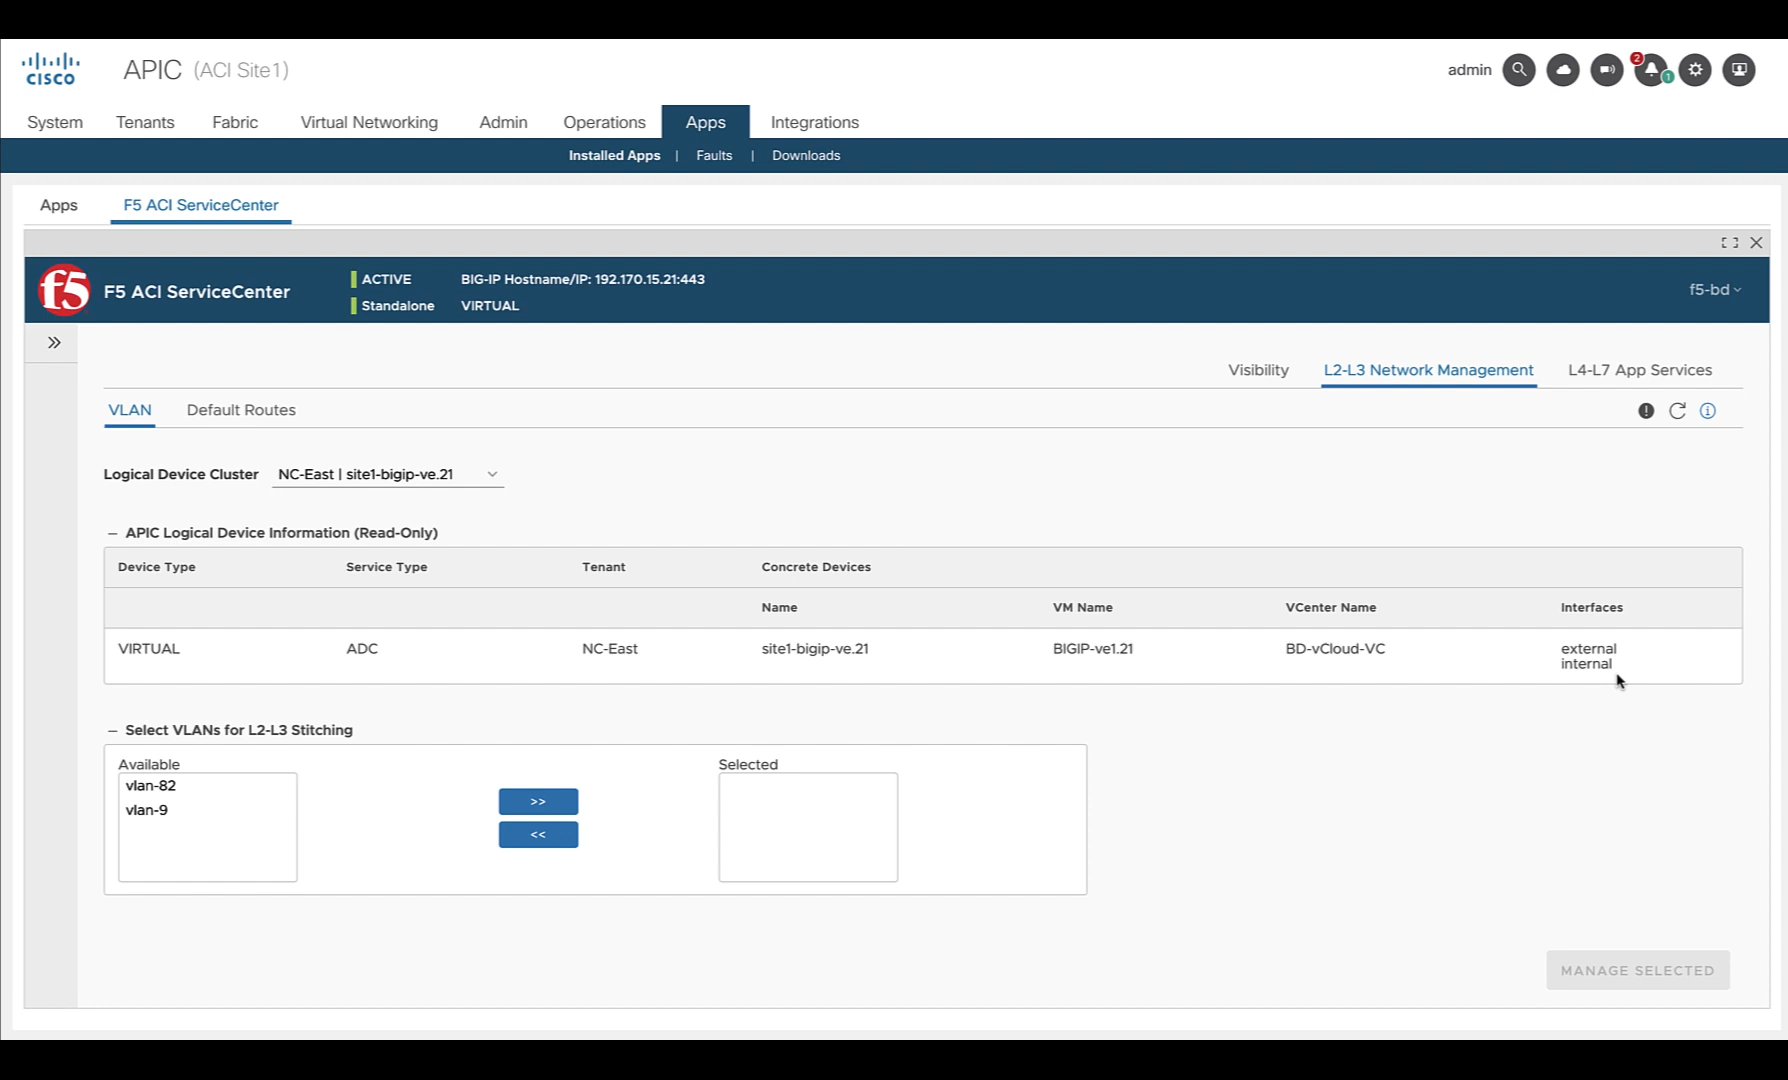 CISCO
APIC (ACI Site1)
admin
2
1
System Tenants Fabric Virtual Networking Admin Operations Apps Integrations
Installed Apps | Faults | Downloads
Apps F5 ACI ServiceCenter
f5 F5 ACI ServiceCenter
ACTIVE BIG-IP Hostname/IP: 192.170.15.21:443
Standalone VIRTUAL
f5-bd
>>
Visibility L2-L3 Network Management L4-L7 App Services
VLAN Default Routes
Logical Device Cluster NC-East | site1-bigip-ve.21
– APIC Logical Device Information (Read-Only)
Device Type Service Type Tenant Concrete Devices
Name VM Name VCenter Name Interfaces
VIRTUAL ADC NC-East site1-bigip-ve.21 BIGIP-ve1.21 BD-vCloud-VC external
internal
– Select VLANs for L2-L3 Stitching
Available Selected
vlan-82
vlan-9
>>
<<
MANAGE SELECTED